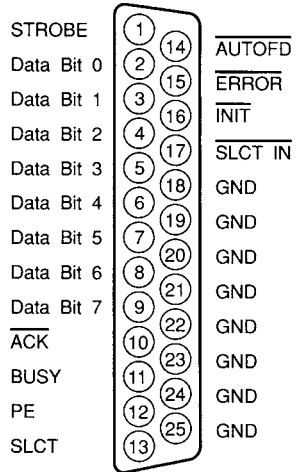 STROBE 1
Data Bit 0 2
Data Bit 1 3
Data Bit 2 4
Data Bit 3 5
Data Bit 4 6
Data Bit 5 7
Data Bit 6 8
Data Bit 7 9
ACK 10
BUSY 11
PE 12
SLCT 13
14 AUTOFD
15 ERROR
16 INIT
17 SLCT IN
18 GND
19 GND
20 GND
21 GND
22 GND
23 GND
24 GND
25 GND